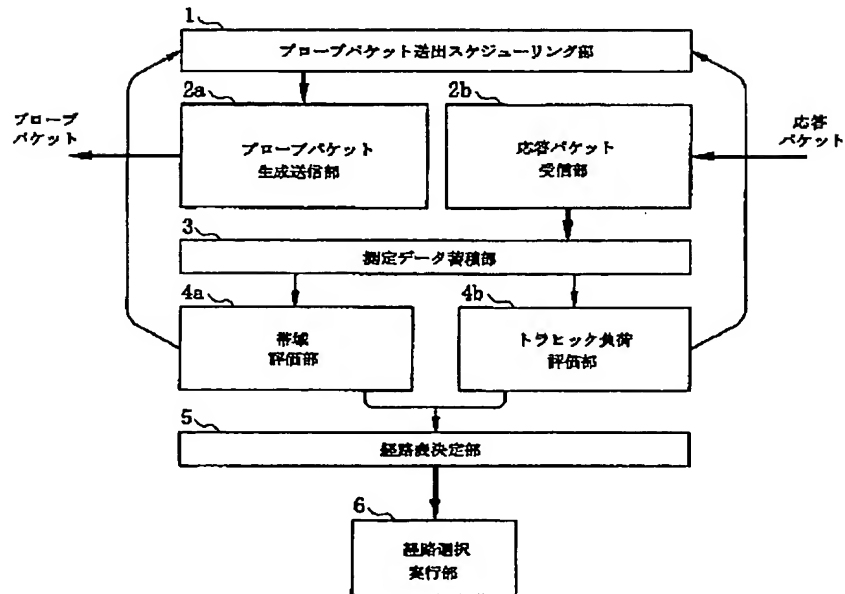 1
プローブパケット送出スケジューリング部
2a
2b
プローブ
パケット
プローブパケット
生成送信部
応答パケット
受信部
応答
パケット
3
測定データ蓄積部
4a
4b
帯域
評価部
トラヒック負荷
評価部
5
経路表決定部
6
経路選択
実行部